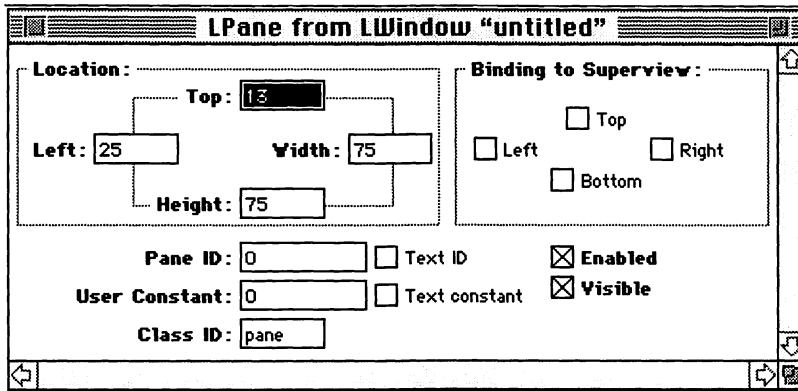 LPane from LWindow “untitled”
Location:
Top: 13
Left: 25
Width: 75
Height: 75
Binding to Superview:
Top
Left
Right
Bottom
Pane ID: 0
Text ID
Enabled
User Constant: 0
Text constant
Visible
Class ID: pane